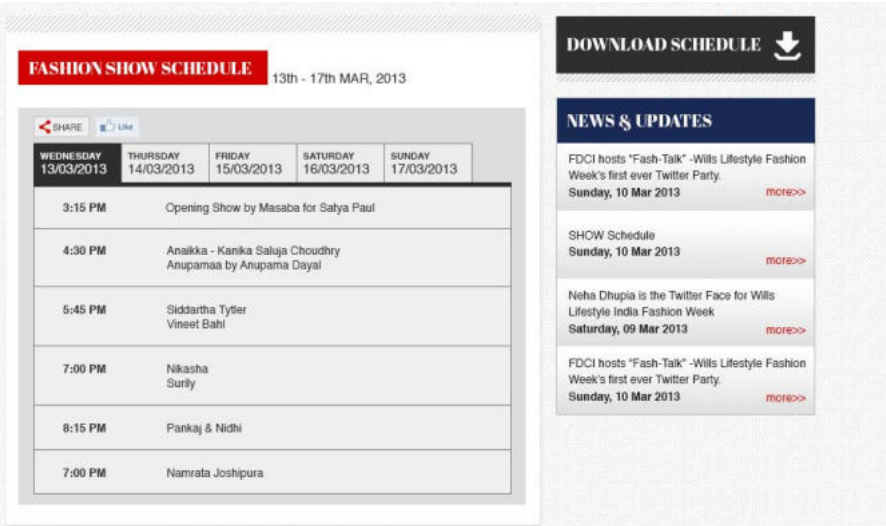 FASHION SHOW SCHEDULE
13th - 17th MAR, 2013
SHARE
Like
WEDNESDAY
13/03/2013
THURSDAY
14/03/2013
FRIDAY
15/03/2013
SATURDAY
16/03/2013
SUNDAY
17/03/2013
3:15 PM Opening Show by Masaba for Satya Paul
4:30 PM Anaikka - Kanika Saluja Choudhry
Anupamaa by Anupama Dayal
5:45 PM Siddartha Tytler
Vineet Bahl
7:00 PM Nikasha
Surily
8:15 PM Pankaj & Nidhi
7:00 PM Namrata Joshipura
DOWNLOAD SCHEDULE
NEWS & UPDATES
FDCI hosts "Fash-Talk" -Wills Lifestyle Fashion
Week's first ever Twitter Party.
Sunday, 10 Mar 2013 more>>
SHOW Schedule
Sunday, 10 Mar 2013
more>>
Neha Dhupia is the Twitter Face for Wills
Lifestyle India Fashion Week
Saturday, 09 Mar 2013 more>>
FDCI hosts "Fash-Talk" -Wills Lifestyle Fashion
Week's first ever Twitter Party.
Sunday, 10 Mar 2013 more>>